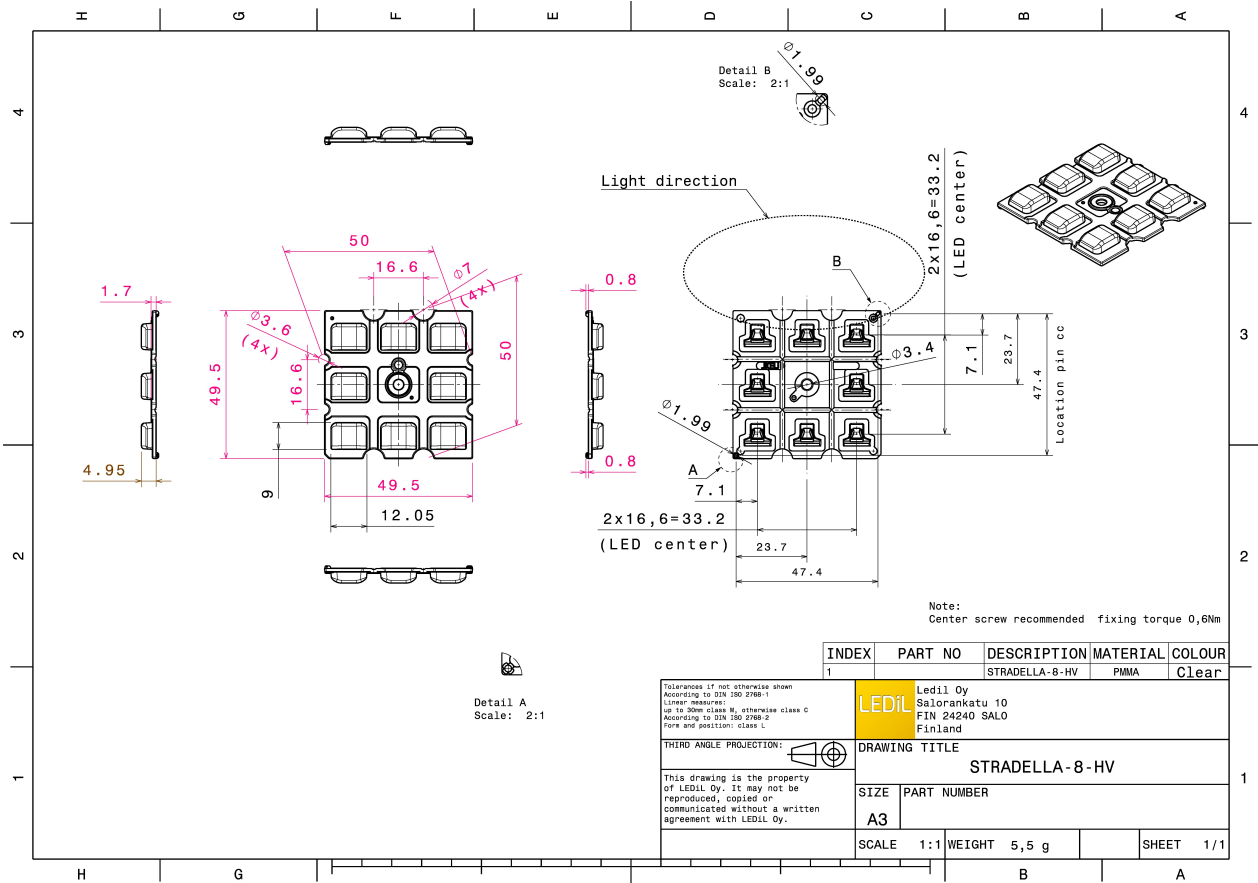 H G F E D C B A
4
4
Detail B
Scale: 2:1
Ø1.99
Light direction
2x16,6=33.2
(LED center)
50
16.6
Ø7
(4x)
B
1.7
0.8
Ø3.6
(4x)
3
3
49.5
16.6
50
Ø3.4
7.1
23.7
47.4
Location pin cc
Ø1.99
A
4.95
9
0.8
49.5
12.05
7.1
2x16,6=33.2
(LED center)
23.7
47.4
2
2
Note:
Center screw recommended fixing torque 0,6Nm
INDEX PART NO DESCRIPTION MATERIAL COLOUR
1 STRADELLA-8-HV PMMA Clear
Detail A
Scale: 2:1
Tolerances if not otherwise shown
According to DIN ISO 2768-1
Linear measures:
up to 30mm class M, otherwise class C
According to DIN ISO 2768-2
Form and position: class L
LEDiL
Ledil Oy
Salorankatu 10
FIN 24240 SALO
Finland
THIRD ANGLE PROJECTION:
DRAWING TITLE
STRADELLA-8-HV
1
1
This drawing is the property
of LEDiL Oy. It may not be
reproduced, copied or
communicated without a written
agreement with LEDiL Oy.
SIZE PART NUMBER
A3
SCALE 1:1 WEIGHT 5,5 g SHEET 1/1
H G B A